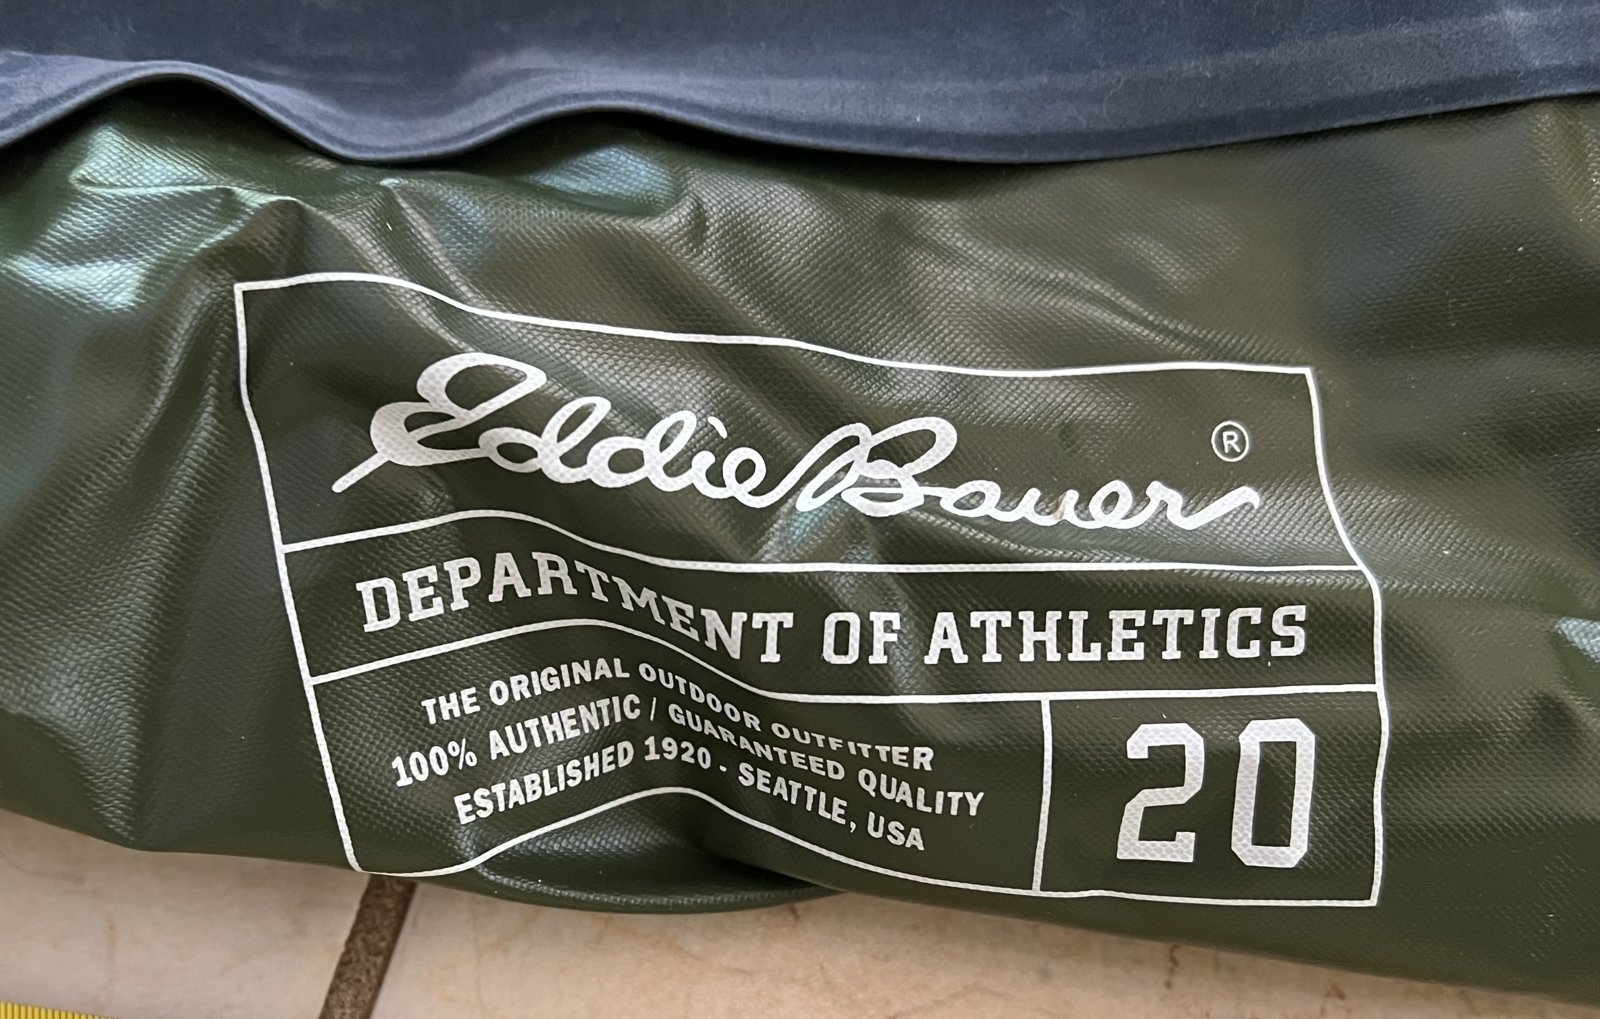 Eddie Bauer ®
DEPARTMENT OF ATHLETICS
THE ORIGINAL OUTDOOR OUTFITTER
100% AUTHENTIC / GUARANTEED QUALITY
ESTABLISHED 1920 - SEATTLE, USA
20